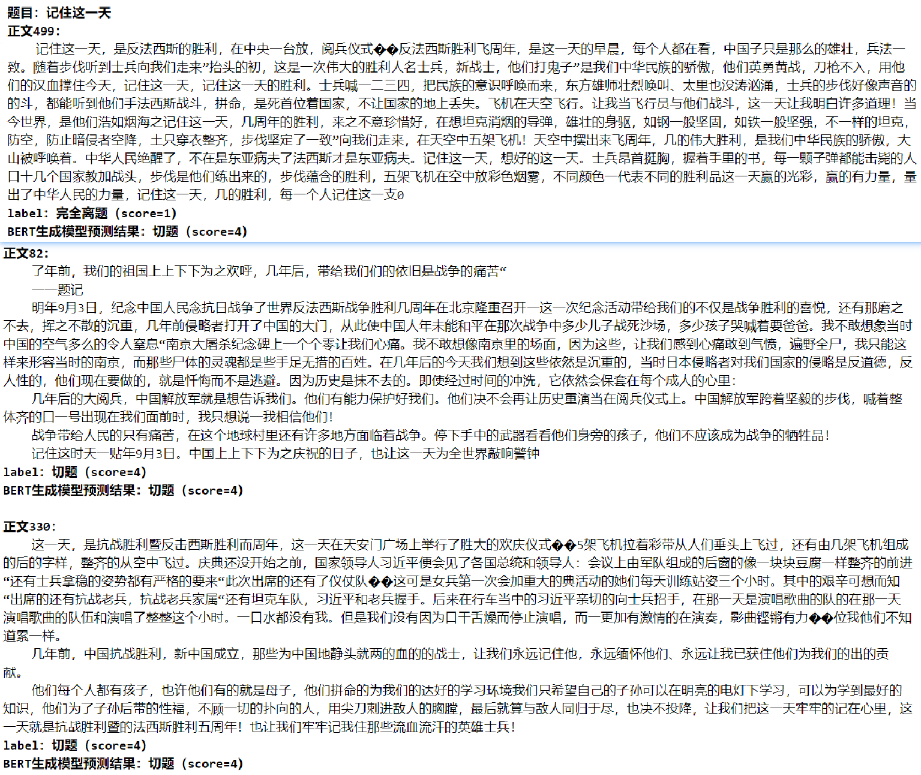 题目：记住这一天
正文499：
记住这一天，是反法西斯的胜利，在中央一台放，阅兵仪式��反法西斯胜利飞周年，是这一天的早晨，每个人都在看，中国子只是那么的雄壮，兵法一
致。随着步伐听到士兵向我们走来”抬头的初，这是一次伟大的胜利人名士兵，新战士，他们打鬼子”是我们中华民族的骄傲，他们英勇黄战，刀枪不入，用他
们的汉血撑住今天，记住这一天，记住这一天的胜利。士兵喊一二三四，把民族的意识呼唤而来，东方雄师壮烈唤叫、太里也没涛汹涌，士兵的步伐好像声音的
的斗，都能听到他们手法西斯战斗，拼命，是死首位着国家，不让国家的地上丢失。飞机在天空飞行。让我当飞行员与他们战斗，这一天让我明白许多道理！当
今世界，是他们浩如烟海之记住这一天，几周年的胜利，来之不意珍惜好，在想坦克消烟的导弹，雄壮的身驱，如钢一般坚固，如铁一般坚强，不一样的坦克，
防空，防止暗侵者空降，士只穿衣整齐，步伐坚定了一致”向我们走来，在天空中五架飞机！天空中摆出来飞周年，几的伟大胜利，是我们中华民族的骄傲，大
山被呼唤着。中华人民绝醒了，不在是东亚病夫了法西斯才是东亚病夫。记住这一天，想好的这一天。士兵昂首挺胸，握着手里的书，每一颗子弹都能击毙的人
口十几个国家教加战头，步伐是他们练出来的，步伐蕴含的胜利，五架飞机在空中放彩色烟雾，不同颜色一代表不同的胜利品这一天赢的光彩，赢的有力量，量
出了中华人民的力量，记住这一天，几的胜利，每一个人记住这一支0
label：完全离题（score=1）
BERT生成模型预测结果：切题（score=4）
正文82：
了年前，我们的祖国上上下下为之欢呼，几年后，带给我们们的依旧是战争的痛苦“
——题记
明年9月3日，纪念中国人民念抗日战争了世界反法西斯战争胜利几周年在北京隆重召开一这一次纪念活动带给我们的不仅是战争胜利的喜悦，还有那磨之
不去，挥之不散的沉重，几年前侵略者打开了中国的大门，从此使中国人年未能和平在那次战争中多少儿子战死沙场，多少孩子哭喊着要爸爸。我不敢想象当时
中国的空气多么的令人窒息“南京大屠杀纪念碑上一个个零让我们心痛。我不敢想像南京里的场面，因为这些，让我们感到心痛敢到气愤，遍野全尸，我只能这
样来形容当时的南京，而那些尸体的灵魂都是些手足无措的百姓。在几年后的今天我们想到这些依然是沉重的，当时日本侵略者对我们国家的侵略是反道德，反
人性的，他们现在要做的，就是忏悔而不是逃避。因为历史是抹不去的。即使经过时间的冲洗，它依然会保套在每个成人的心里：
几年后的大阅兵，中国解放军就是想告诉我们。他们有能力保护好我们。他们决不会再让历史重演当在阅兵仪式上。中国解放军跨着坚毅的步伐，喊着整
体齐的口一号出现在我们面前时，我只想说一我相信他们！
战争带给人民的只有痛苦，在这个地球村里还有许多地方面临着战争。停下手中的武器看看他们身旁的孩子，他们不应该成为战争的牺牲品！
记住这时天一贴年9月3日。中国上上下下为之庆祝的日子，也让这一天为全世界敲响警钟
label：切题（score=4）
BERT生成模型预测结果：切题（score=4）
正文330：
这一天，是抗战胜利暨反击西斯胜利而周年，这一天在天安门广场上举行了胜大的欢庆仪式��5架飞机拉着彩带从人们垂头上飞过，还有由几架飞机组成
的后的字样，整齐的从空中飞过。庆典还没开始之前，国家领导人习近平便会见了各国总统和领导人：会议上由军队组成的后窗的像一块块豆腐一样整齐的前进
“还有士兵拿稳的姿势都有严格的要来“此次出席的还有了仪仗队��这可是女兵第一次会加重大的典活动的她们每天训练站姿三个小时。其中的艰辛可想而知
“出席的还有抗战老兵，抗战老兵家属“还有坦克车队，习近平和老兵握手。后来在行车当中的习近平亲切的向士兵招手，在那一天是演唱歌曲的队的在那一天
演唱歌曲的队伍和演唱了整整这个小时。一口水都没有我。但是我们没有因为口干舌燥而停止演唱，而一更加有激情的在演奏，影曲铿锵有力��位我他们不知
道累一样。
几年前，中国抗战胜利，新中国成立，那些为中国地静头就两的血的的战士，让我们永远记住他，永远缅怀他们、永远让我已获住他们为我们的出的贡
献。
他们每个人都有孩子，也许他们有的就是母子，他们拼命的为我们的达好的学习环境我们只希望自己的子孙可以在明亮的电灯下学习，可以为学到最好的
知识，他们为了子孙后带的性福，不顾一切的扑向的人，用尖刀刺进敌人的胸膛，最后就算与敌人同归于尽，也决不投降，让我们把这一天牢牢的记在心里，这
一天就是抗战胜利暨的法西斯胜利五周年！也让我们牢牢记我住那些流血流汗的英雄士兵！
label：切题（score=4）
BERT生成模型预测结果：切题（score=4）